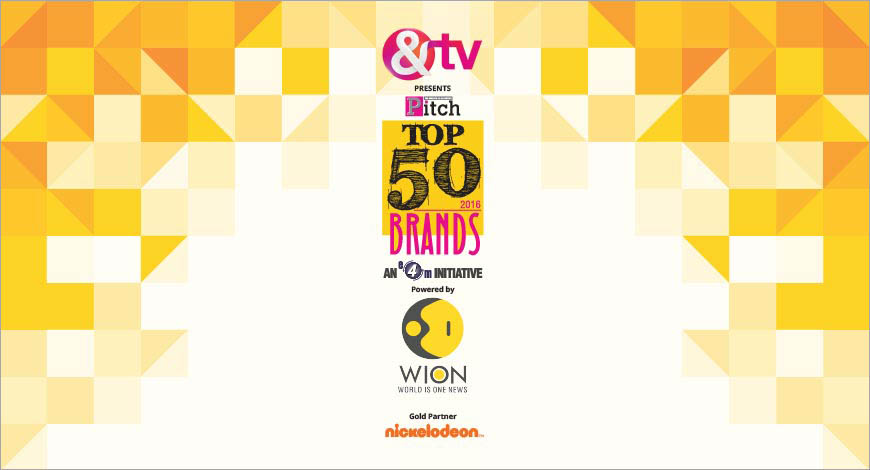 &tv
PRESENTS
Pitch
TOP
50
2016
BRANDS
AN e4m INITIATIVE
Powered by
WION
WORLD IS ONE NEWS
Gold Partner
nickelodeon